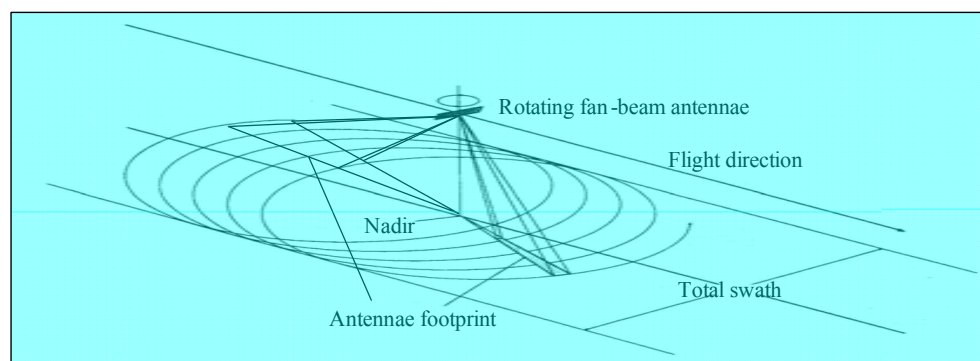 Rotating fan-beam antennae
Flight direction
Nadir
Total swath
Antennae footprint